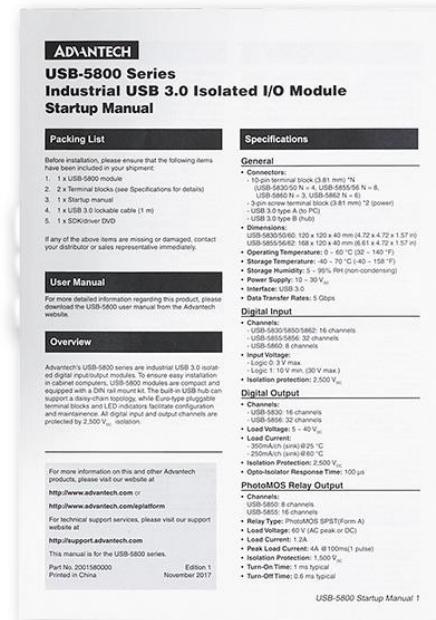 ADVANTECH
USB-5800 Series
Industrial USB 3.0 Isolated I/O Module
Startup Manual
Packing List
Before installation, please ensure that the following items
have been included in your shipment:
1. 1 x USB-5800 module
2. 2 x Terminal blocks (see Specifications for details)
3. 1 x Startup manual
4. 1 x USB 3.0 lockable cable (1 m)
5. 1 x SDK/driver DVD
If any of the above items are missing or damaged, contact
your distributor or sales representative immediately.
User Manual
For more detailed information regarding this product, please
download the USB-5800 user manual from the Advantech
website.
Overview
Advantech's USB-5800 series are industrial USB 3.0 isolat-
ed digital input/output modules. To ensure easy installation
in cabinet computers, USB-5800 modules are compact and
equipped with a DIN rail mount kit. The built-in USB hub can
support a daisy-chain topology, while Euro-type pluggable
terminal blocks and LED indicators facilitate configuration
and maintainence. All digital input and output channels are
protected by 2,500 VDC isolation.
For more information on this and other Advantech
products, please visit our website at
http://www.advantech.com or
http://www.advantech.com/eplatform
For technical support services, please visit our support
website at
http://support.advantech.com
This manual is for the USB-5800 series.
Part No. 2001580000 Edition 1
Printed in China November 2017
Specifications
General
• Connectors:
- 10-pin terminal block (3.81 mm) *N
(USB-5830/50 N = 4, USB-5855/56 N = 8,
USB-5860 N = 3, USB-5862 N = 6)
- 3-pin screw terminal block (3.81 mm) *2 (power)
- USB 3.0 type A (to PC)
- USB 3.0 type B (hub)
• Dimensions:
USB-5830/50/60: 120 x 120 x 40 mm (4.72 x 4.72 x 1.57 in)
USB-5855/56/62: 168 x 120 x 40 mm (6.61 x 4.72 x 1.57 in)
• Operating Temperature: 0 ~ 60 °C (32 ~ 140 °F)
• Storage Temperature: -40 ~ 70 °C (-40 ~ 158 °F)
• Storage Humidity: 5 ~ 95% RH (non-condensing)
• Power Supply: 10 ~ 30 VDC
• Interface: USB 3.0
• Data Transfer Rates: 5 Gbps
Digital Input
• Channels:
- USB-5830/5850/5862: 16 channels
- USB-5855/5856: 32 channels
- USB-5860: 8 channels
• Input Voltage:
- Logic 0: 3 V max.
- Logic 1: 10 V min. (30 V max.)
• Isolation protection: 2,500 VDC
Digital Output
• Channels:
- USB-5830: 16 channels
- USB-5856: 32 channels
• Load Voltage: 5 ~ 40 VDC
• Load Current:
- 350mA/ch (sink)@25 °C
- 250mA/ch (sink)@60 °C
• Isolation Protection: 2,500 VDC
• Opto-Isolator Response Time: 100 µs
PhotoMOS Relay Output
• Channels:
USB-5850: 8 channels
USB-5855: 16 channels
• Relay Type: PhotoMOS SPST(Form A)
• Load Voltage: 60 V (AC peak or DC)
• Load Current: 1.2A
• Peak Load Current: 4A @100ms(1 pulse)
• Isolation Protection: 1,500 VDC
• Turn-On Time: 1 ms typical
• Turn-Off Time: 0.6 ms typical
USB-5800 Startup Manual 1